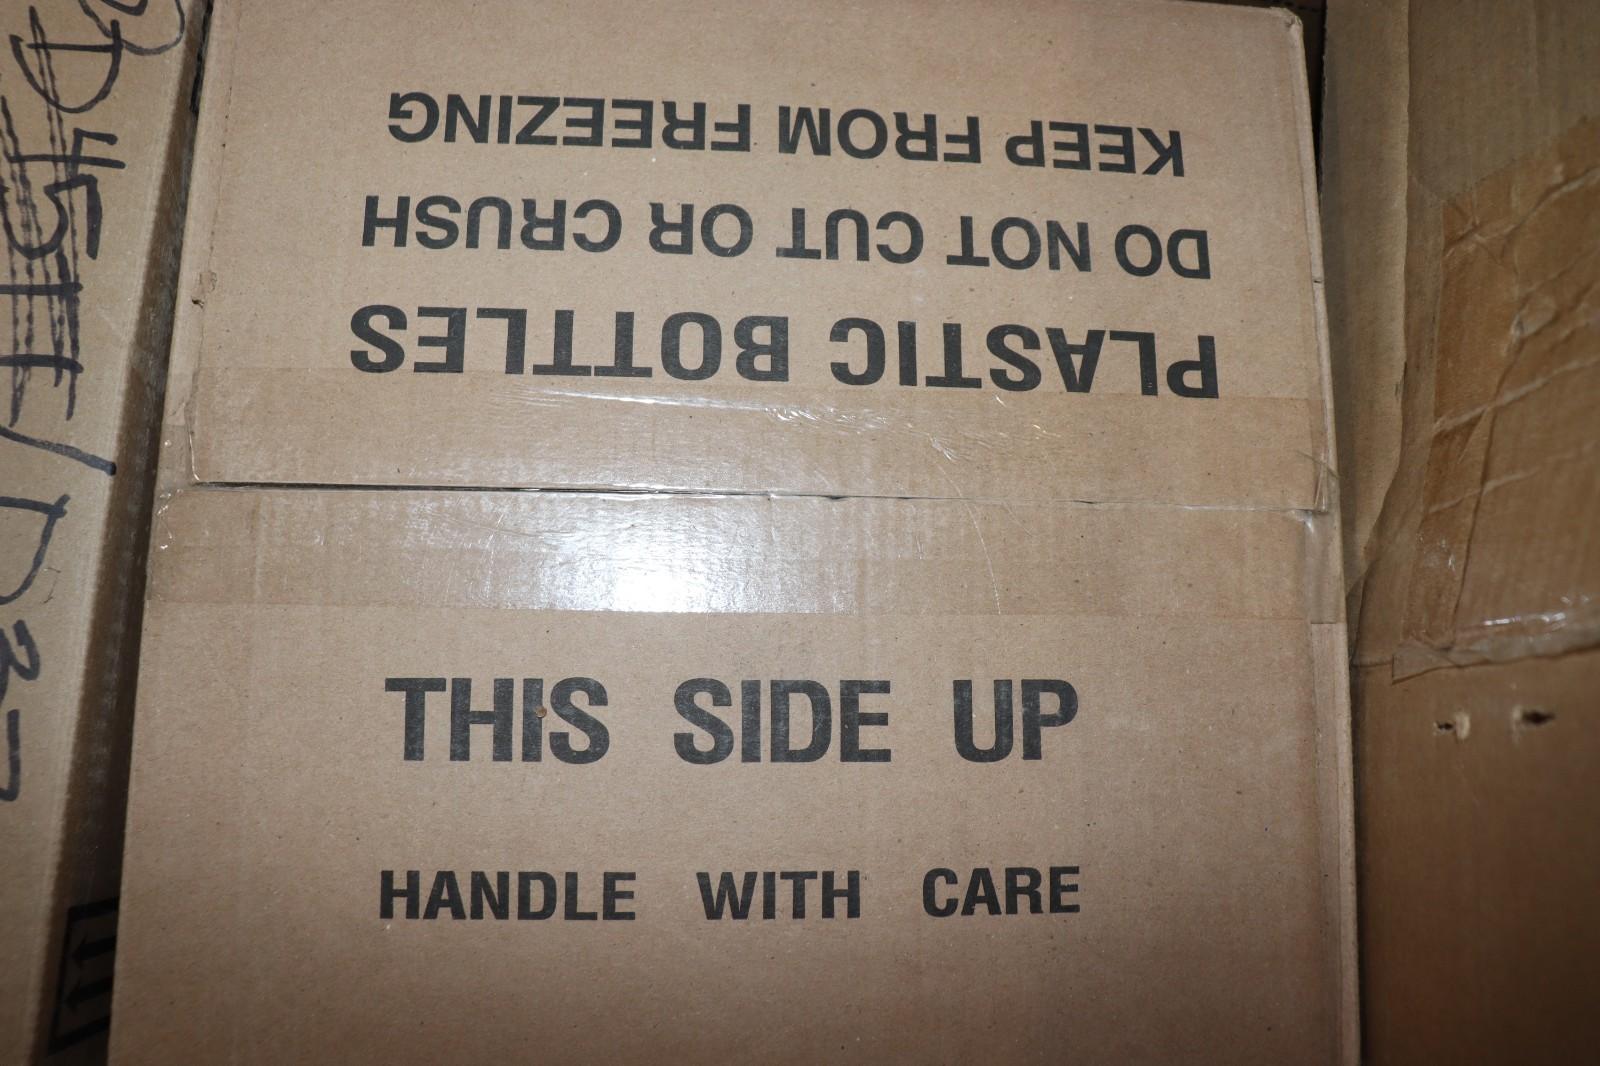 PLASTIC BOTTLES
DO NOT CUT OR CRUSH
KEEP FROM FREEZING
THIS SIDE UP
HANDLE WITH CARE